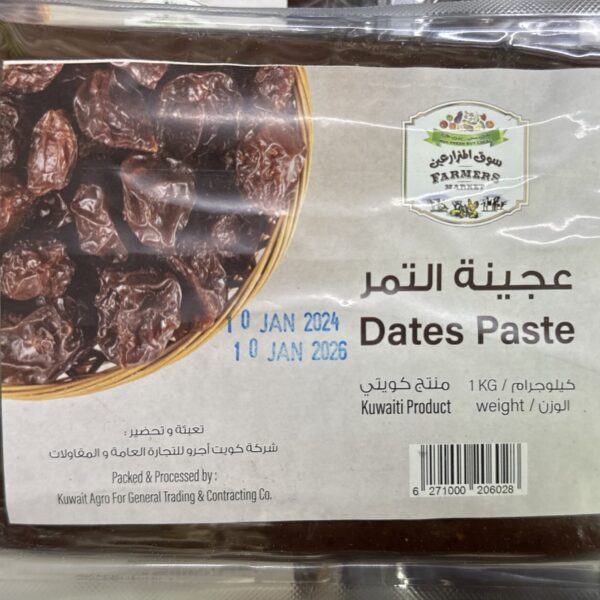 سوق المزارعين
FARMERS
MARKET
عجينة التمر
Dates Paste
10 JAN 2024
10 JAN 2026
منتج كويتي
Kuwaiti Product
كيلوجرام / 1 KG
الوزن / weight
تعبئة و تحضير :
شركة كويت أجرو للتجارة العامة و المقاولات
Packed & Processed by :
Kuwait Agro For General Trading & Contracting Co.
6 271000 206028